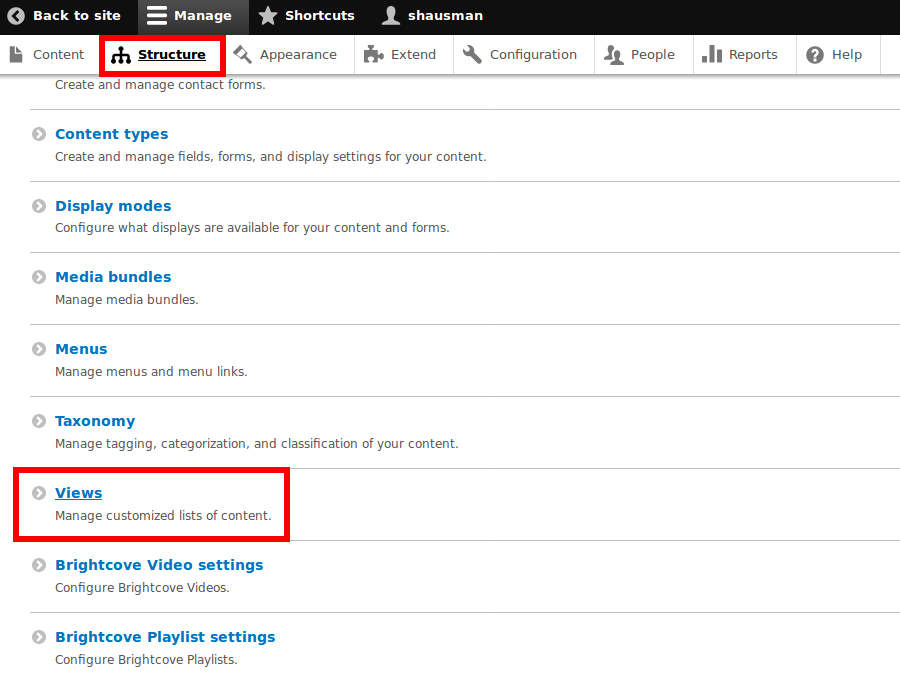 Back to site Manage Shortcuts shausman
Content Structure Appearance Extend Configuration People Reports Help
Create and manage contact forms.
Content types
Create and manage fields, forms, and display settings for your content.
Display modes
Configure what displays are available for your content and forms.
Media bundles
Manage media bundles.
Menus
Manage menus and menu links.
Taxonomy
Manage tagging, categorization, and classification of your content.
Views
Manage customized lists of content.
Brightcove Video settings
Configure Brightcove Videos.
Brightcove Playlist settings
Configure Brightcove Playlists.